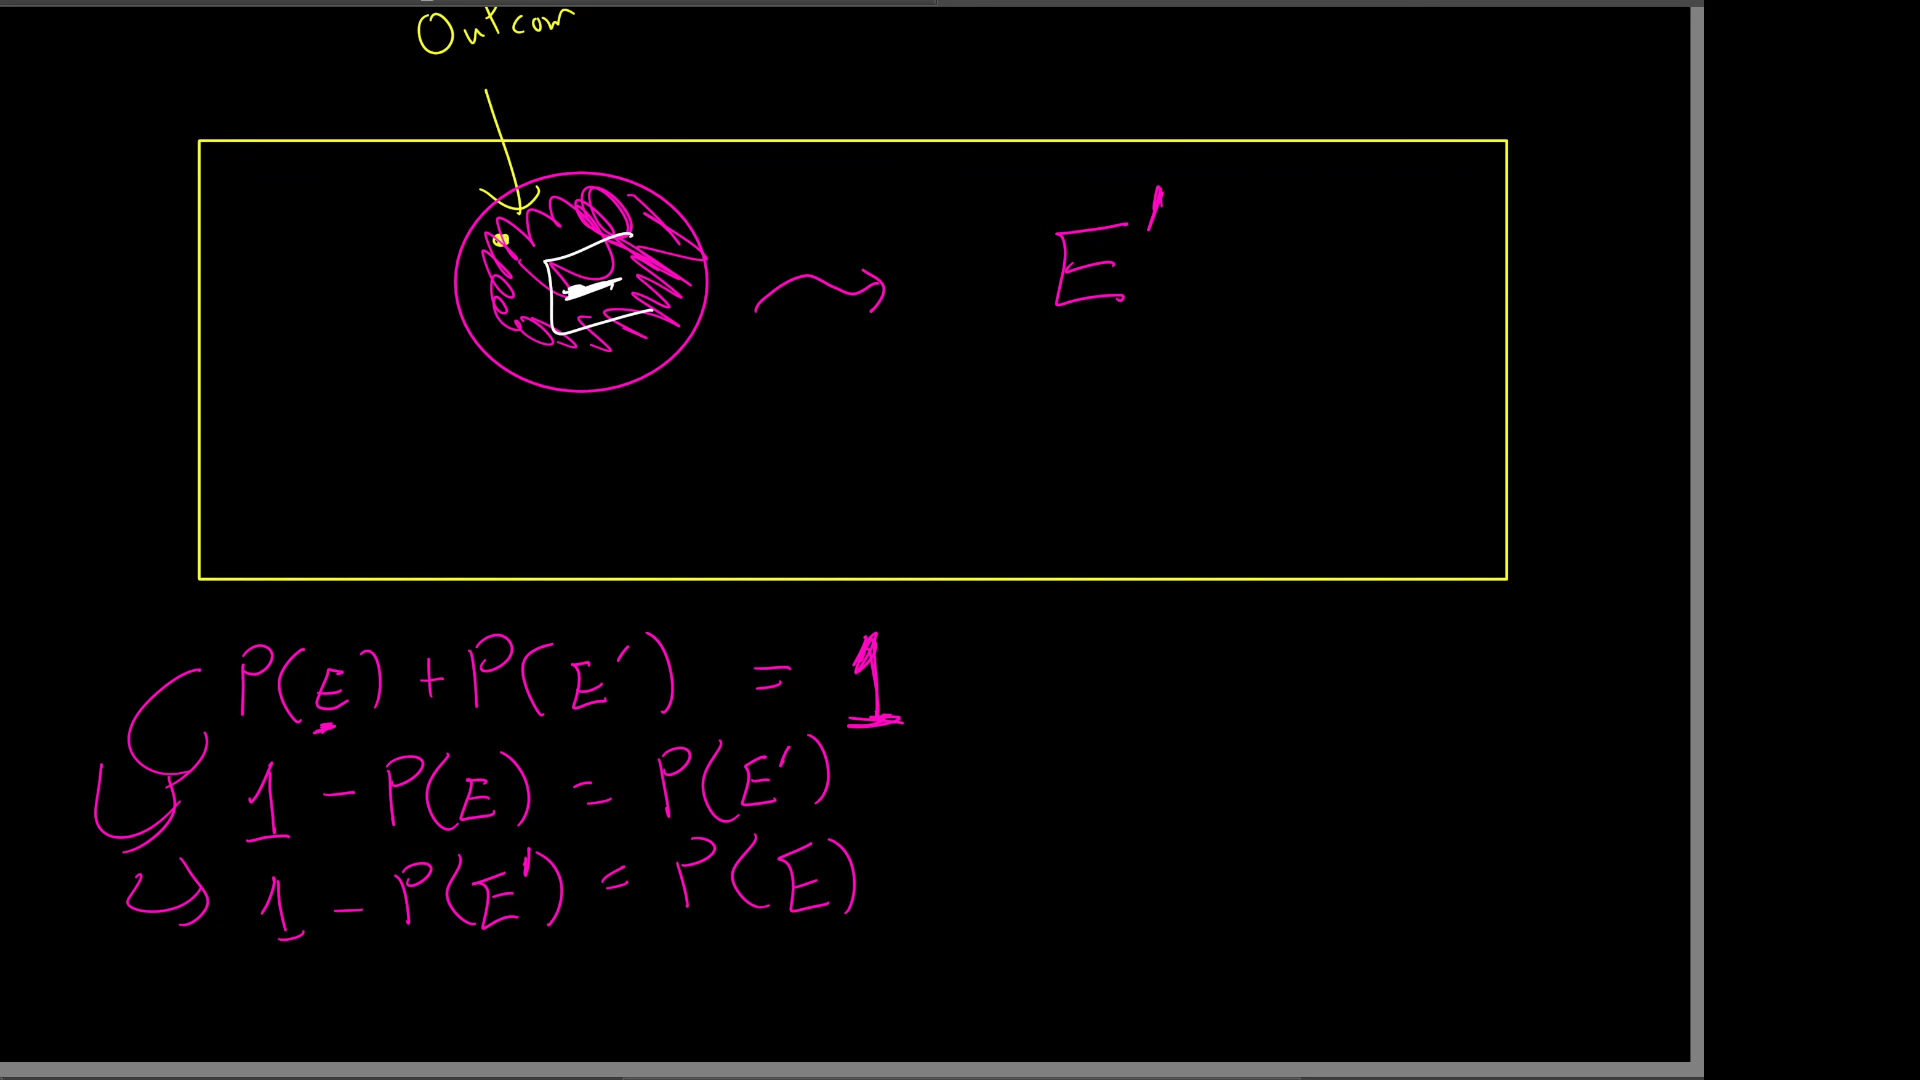 Outcom
E E'
P(E) + P(E') = 1
1 - P(E) = P(E')
1 - P(E') = P(E)